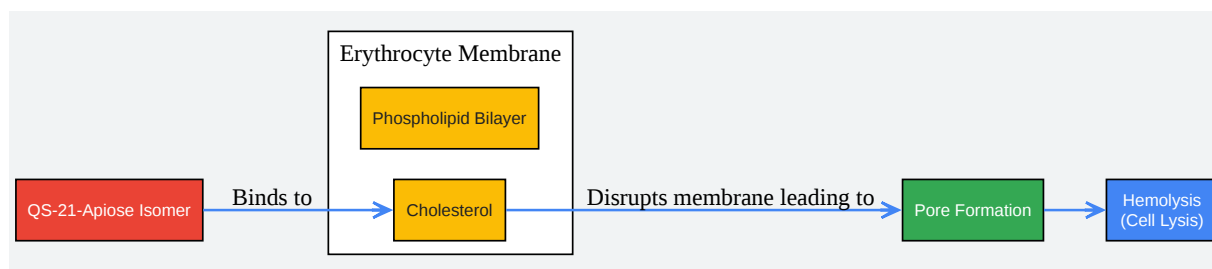 Erythrocyte Membrane
Phospholipid Bilayer
QS-21-Apiose Isomer
Binds to
Cholesterol
Disrupts membrane leading to
Pore Formation
Hemolysis
(Cell Lysis)